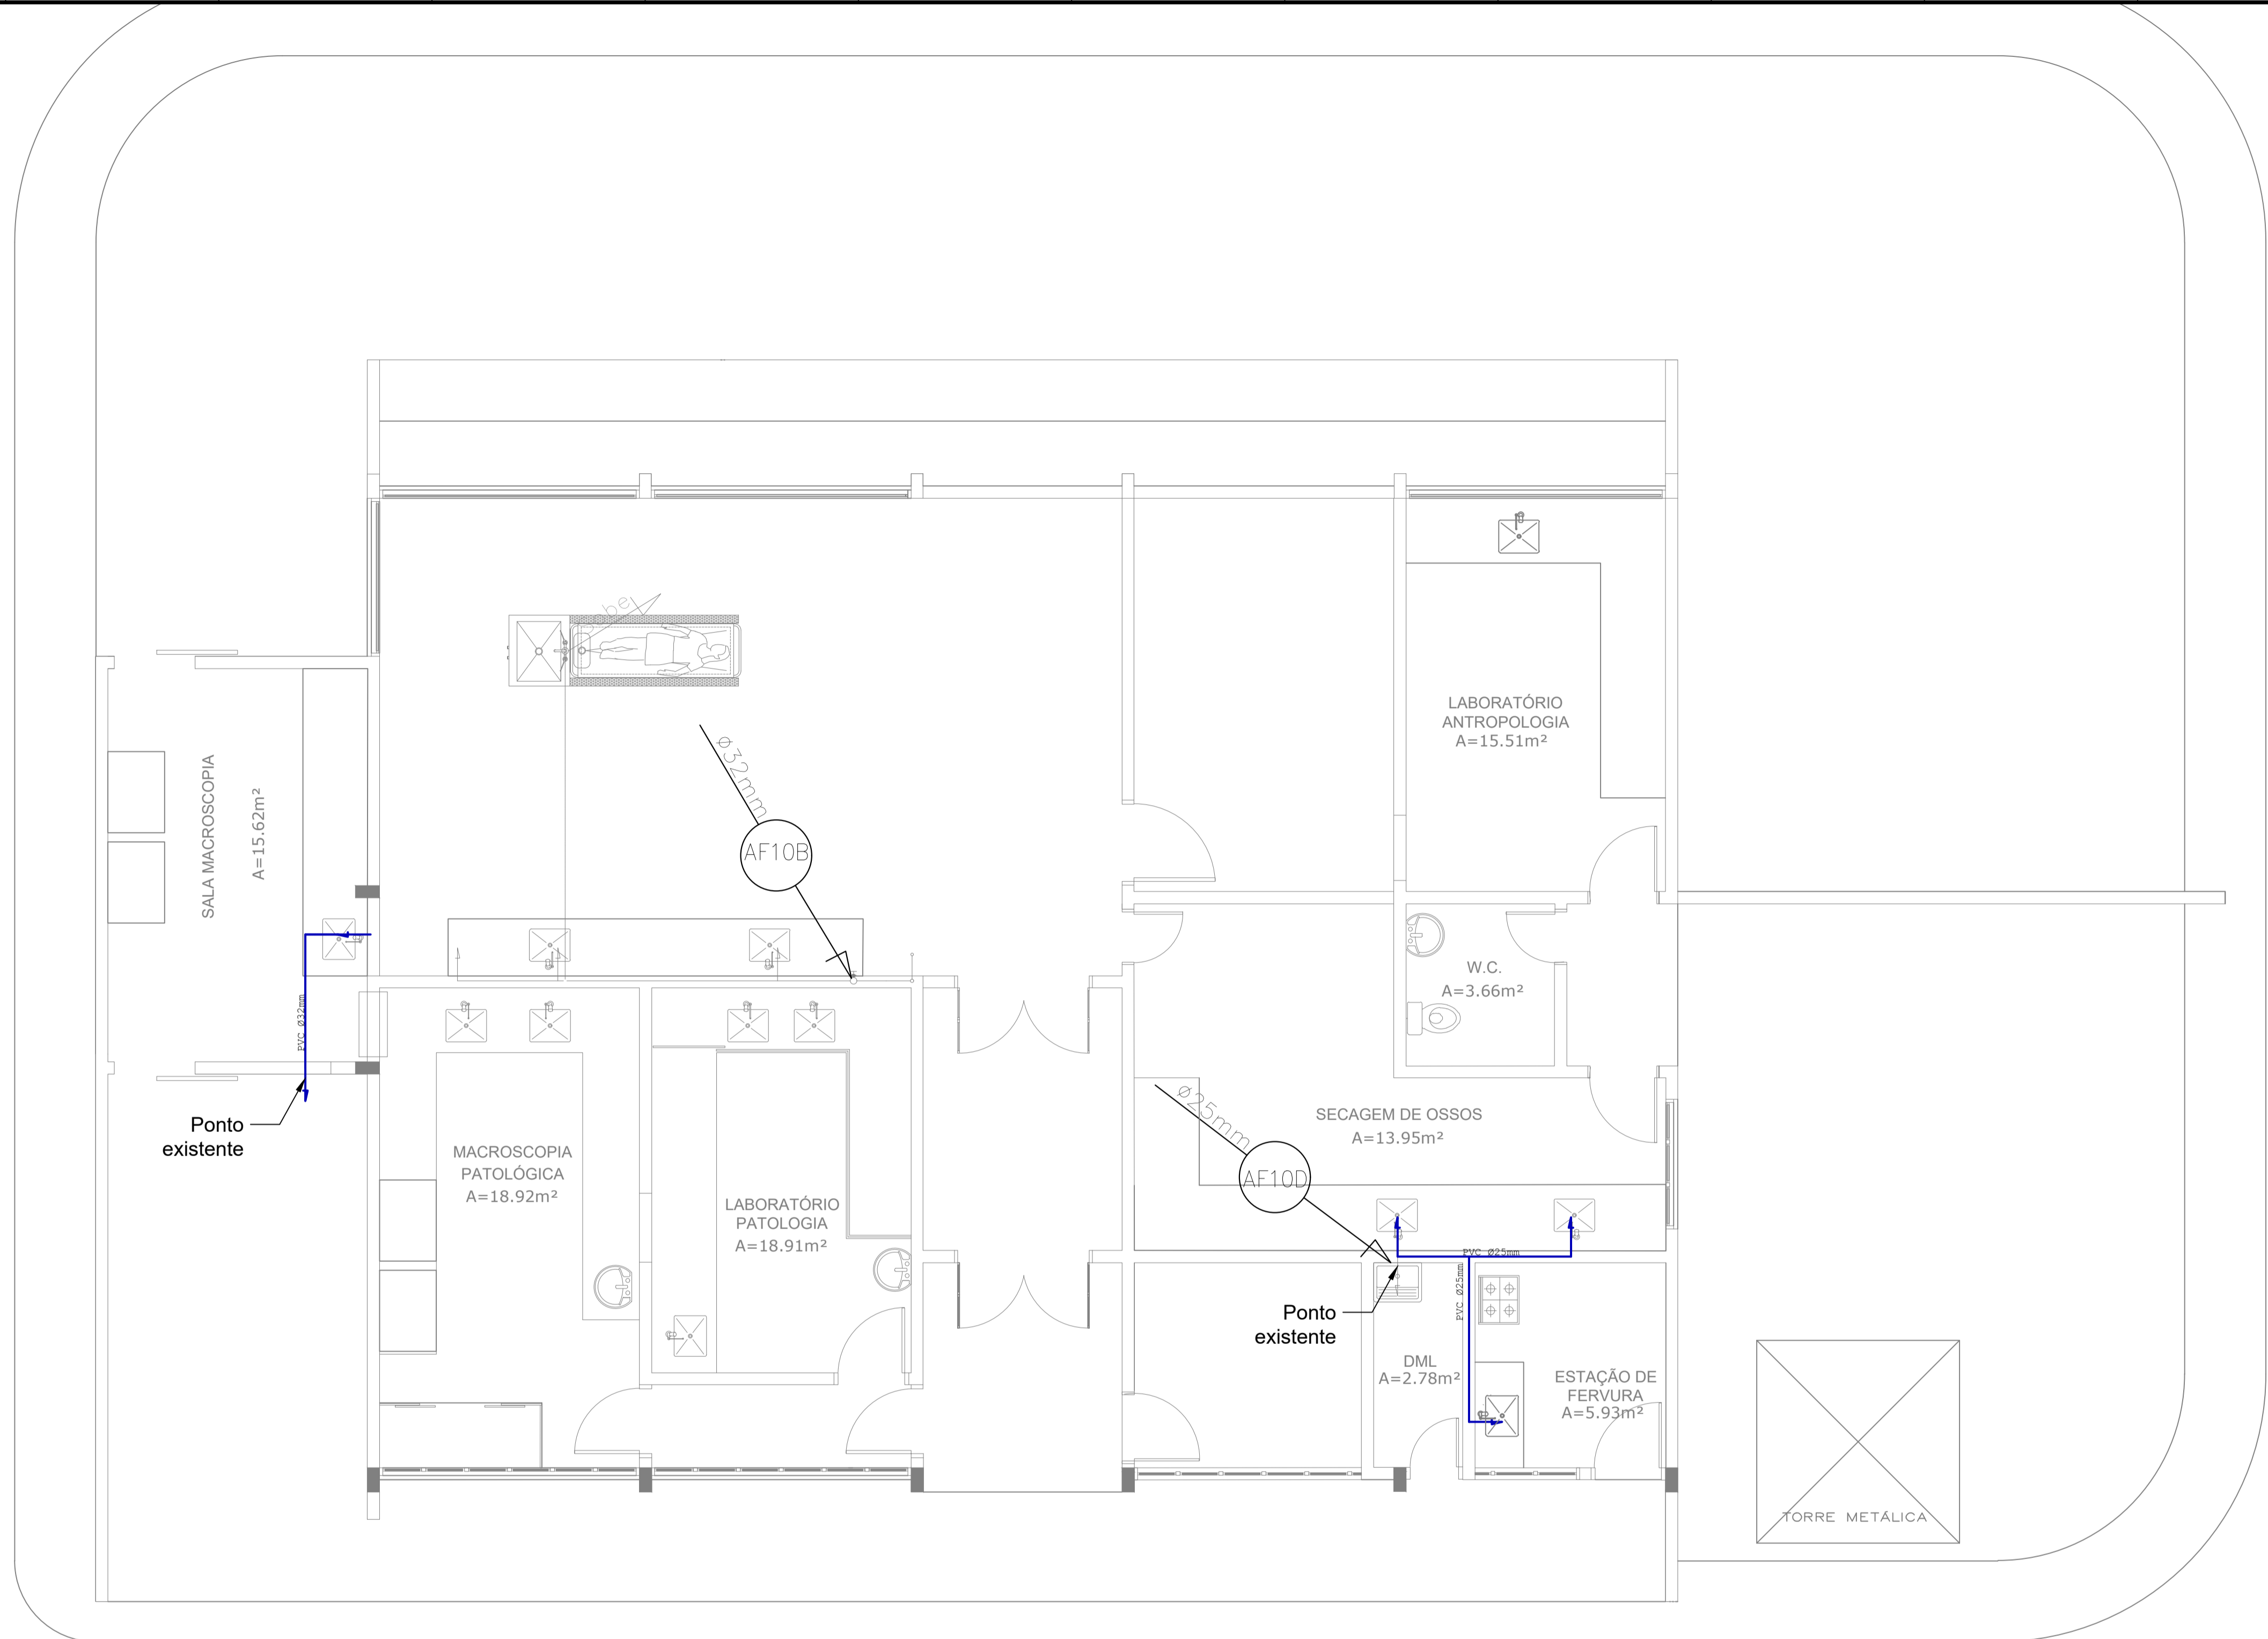 sobe
LABORATÓRIO
ANTROPOLOGIA
A=15.51m²
ø32mm
AF10B
SALA MACROSCOPIA
A=15.62m²
W.C.
A=3.66m²
PVC Ø32mm
Ponto
existente
ø25mm
AF10D
SECAGEM DE OSSOS
A=13.95m²
MACROSCOPIA
PATOLÓGICA
A=18.92m²
LABORATÓRIO
PATOLOGIA
A=18.91m²
PVC Ø25mm
PVC Ø25mm
Ponto
existente
DML
A=2.78m²
ESTAÇÃO DE
FERVURA
A=5.93m²
TORRE METÁLICA